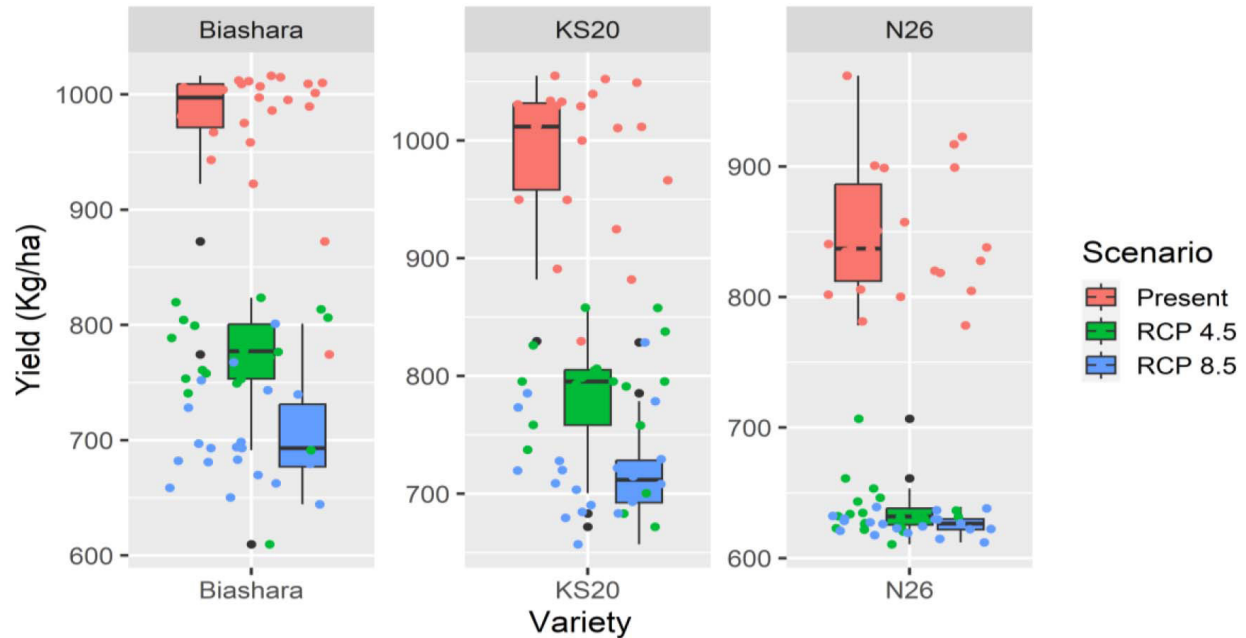 Biashara KS20 N26
Yield (Kg/ha)
1000
900
800
700
600
1000
900
800
700
900
800
700
600
Biashara KS20 N26
Variety
Scenario
Present
RCP 4.5
RCP 8.5